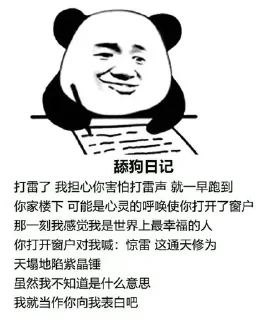 舔狗日记
打雷了 我担心你害怕打雷声 就一早跑到
你家楼下 可能是心灵的呼唤使你打开了窗户
那一刻我感觉我是世界上最幸福的人
你打开窗户对我喊：惊雷 这通天修为
天塌地陷紫晶锤
虽然我不知道是什么意思
我就当作你向我表白吧